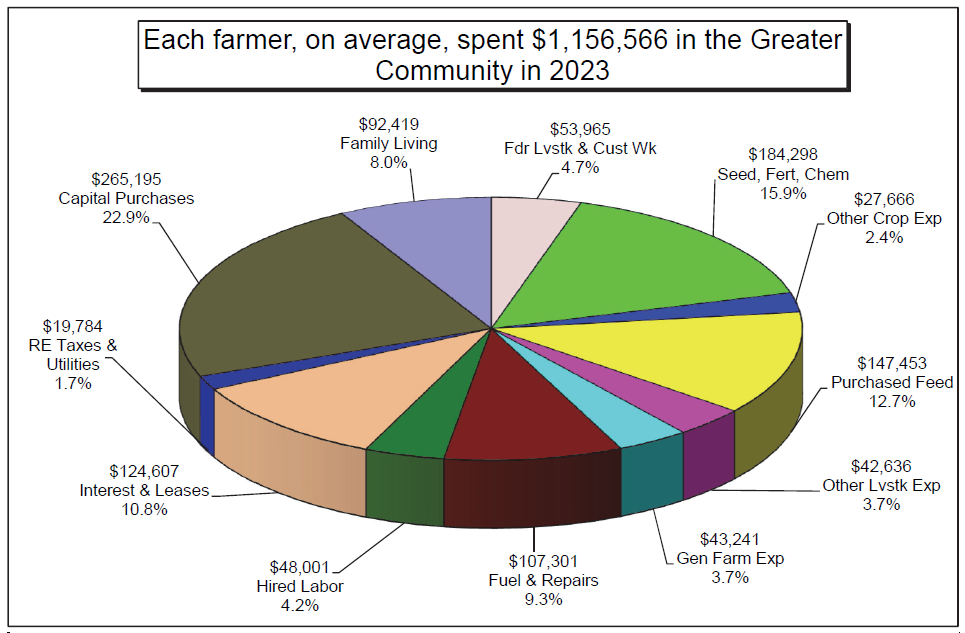 Each farmer, on average, spent $1,156,566 in the Greater
Community in 2023
$92,419
Family Living
8.0%
$53,965
Fdr Lvstk & Cust Wk
4.7%
$184,298
Seed, Fert, Chem
15.9%
$27,666
Other Crop Exp
2.4%
$265,195
Capital Purchases
22.9%
$19,784
RE Taxes &
Utilities
1.7%
$147,453
Purchased Feed
12.7%
$124,607
Interest & Leases
10.8%
$42,636
Other Lvstk Exp
3.7%
$43,241
Gen Farm Exp
3.7%
$48,001
Hired Labor
4.2%
$107,301
Fuel & Repairs
9.3%